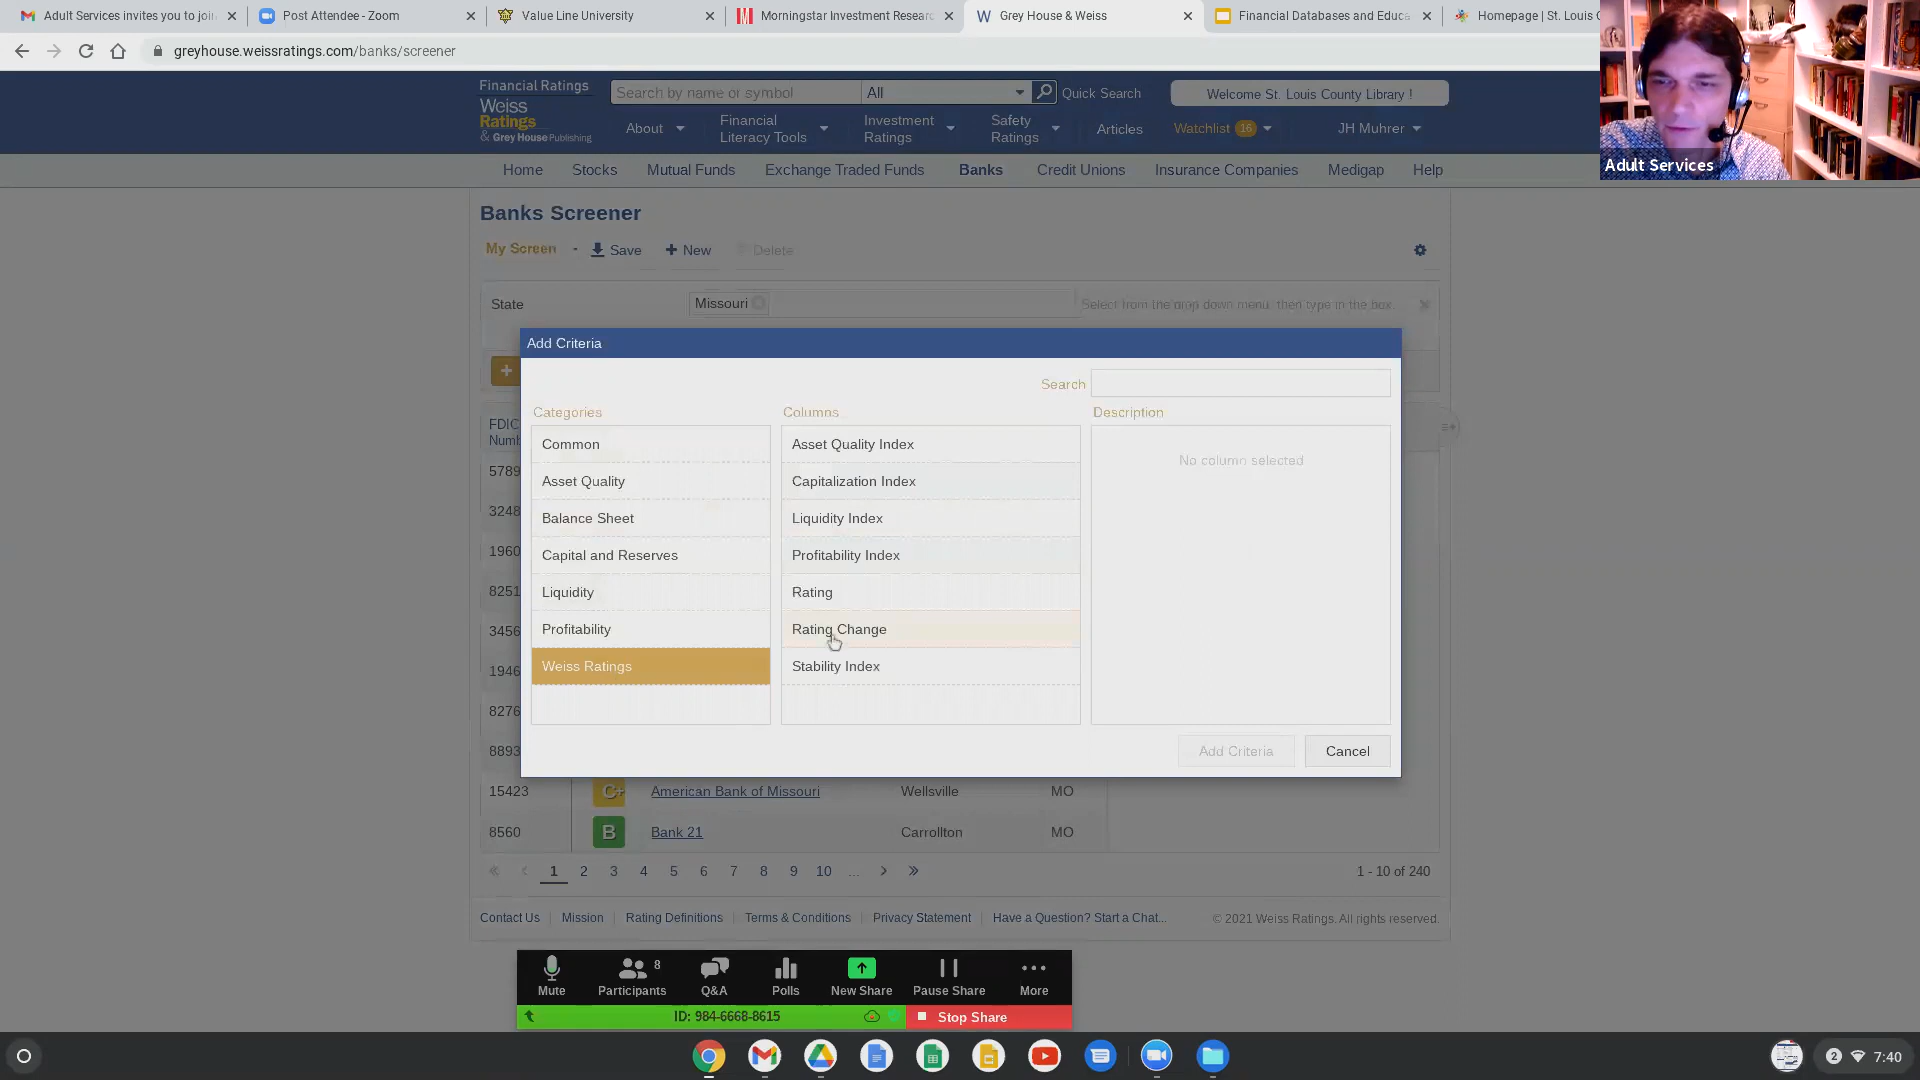 Adult Services invites you to joi
Post Attendee - Zoom
Value Line University
Morningstar Investment Researc
Grey House & Weiss
Financial Databases and Educa
Homepage | St. Louis C
greyhouse.weissratings.com/banks/screener
Financial Ratings
Weiss
Ratings
& Grey House Publishing
Search by name or symbol
All
Quick Search
Welcome St. Louis County Library !
About
Financial
Literacy Tools
Investment
Ratings
Safety
Ratings
Articles
Watchlist 16
JH Muhrer
Adult Services
Home
Stocks
Mutual Funds
Exchange Traded Funds
Banks
Credit Unions
Insurance Companies
Medigap
Help
Banks Screener
My Screen
Save
+ New
Delete
State
Missouri
Select from the drop down menu, then type in the box.
Add Criteria
Search
Categories
Columns
Description
Common
Asset Quality
Balance Sheet
Capital and Reserves
Liquidity
Profitability
Weiss Ratings
Asset Quality Index
Capitalization Index
Liquidity Index
Profitability Index
Rating
Rating Change
Stability Index
No column selected
Add Criteria
Cancel
FDIC
Numb
5789
3248
1960
8251
3456
1946
8276
8893
15423
C+
American Bank of Missouri
Wellsville
MO
8560
B
Bank 21
Carrollton
MO
« ‹ 1 2 3 4 5 6 7 8 9 10 ... › »
1 - 10 of 240
Contact Us
Mission
Rating Definitions
Terms & Conditions
Privacy Statement
Have a Question? Start a Chat...
© 2021 Weiss Ratings. All rights reserved.
8
Mute
Participants
Q&A
Polls
New Share
Pause Share
More
ID: 984-6668-8615
Stop Share
2
7:40